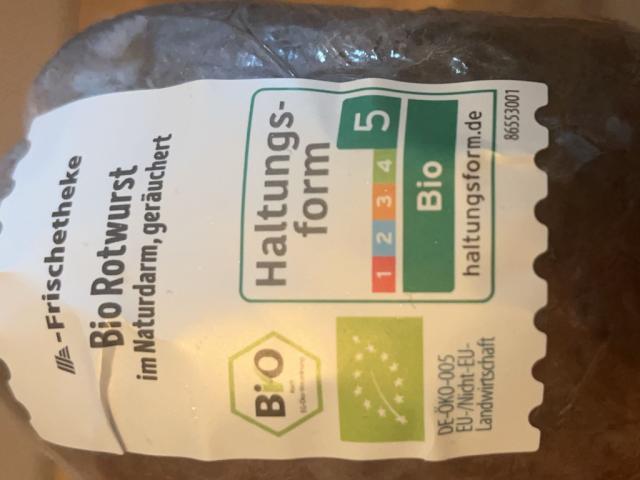 -Frischetheke
Bio Rotwurst
im Naturdarm, geräuchert
Bio
Haltungs-
form
1 2 3 4 5
Bio
haltungsform.de
DE-ÖKO-005
EU-/Nicht-EU-
Landwirtschaft
86553001